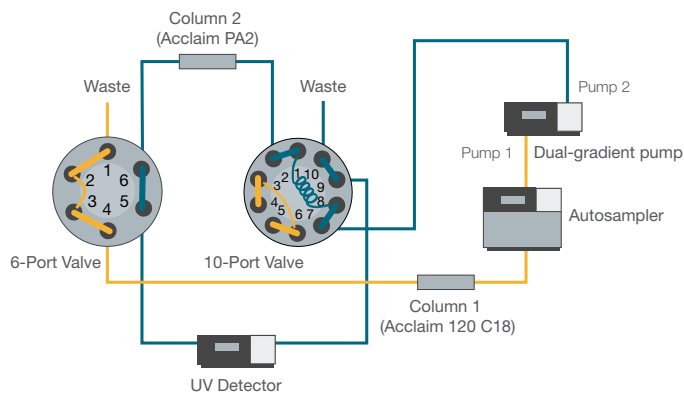 Column 2
(Acclaim PA2)
Waste
Waste
Pump 2
Pump 1
Dual-gradient pump
1
2
6
3
5
4
1
10
2
9
3
8
4
7
5
6
Autosampler
6-Port Valve
10-Port Valve
Column 1
(Acclaim 120 C18)
UV Detector